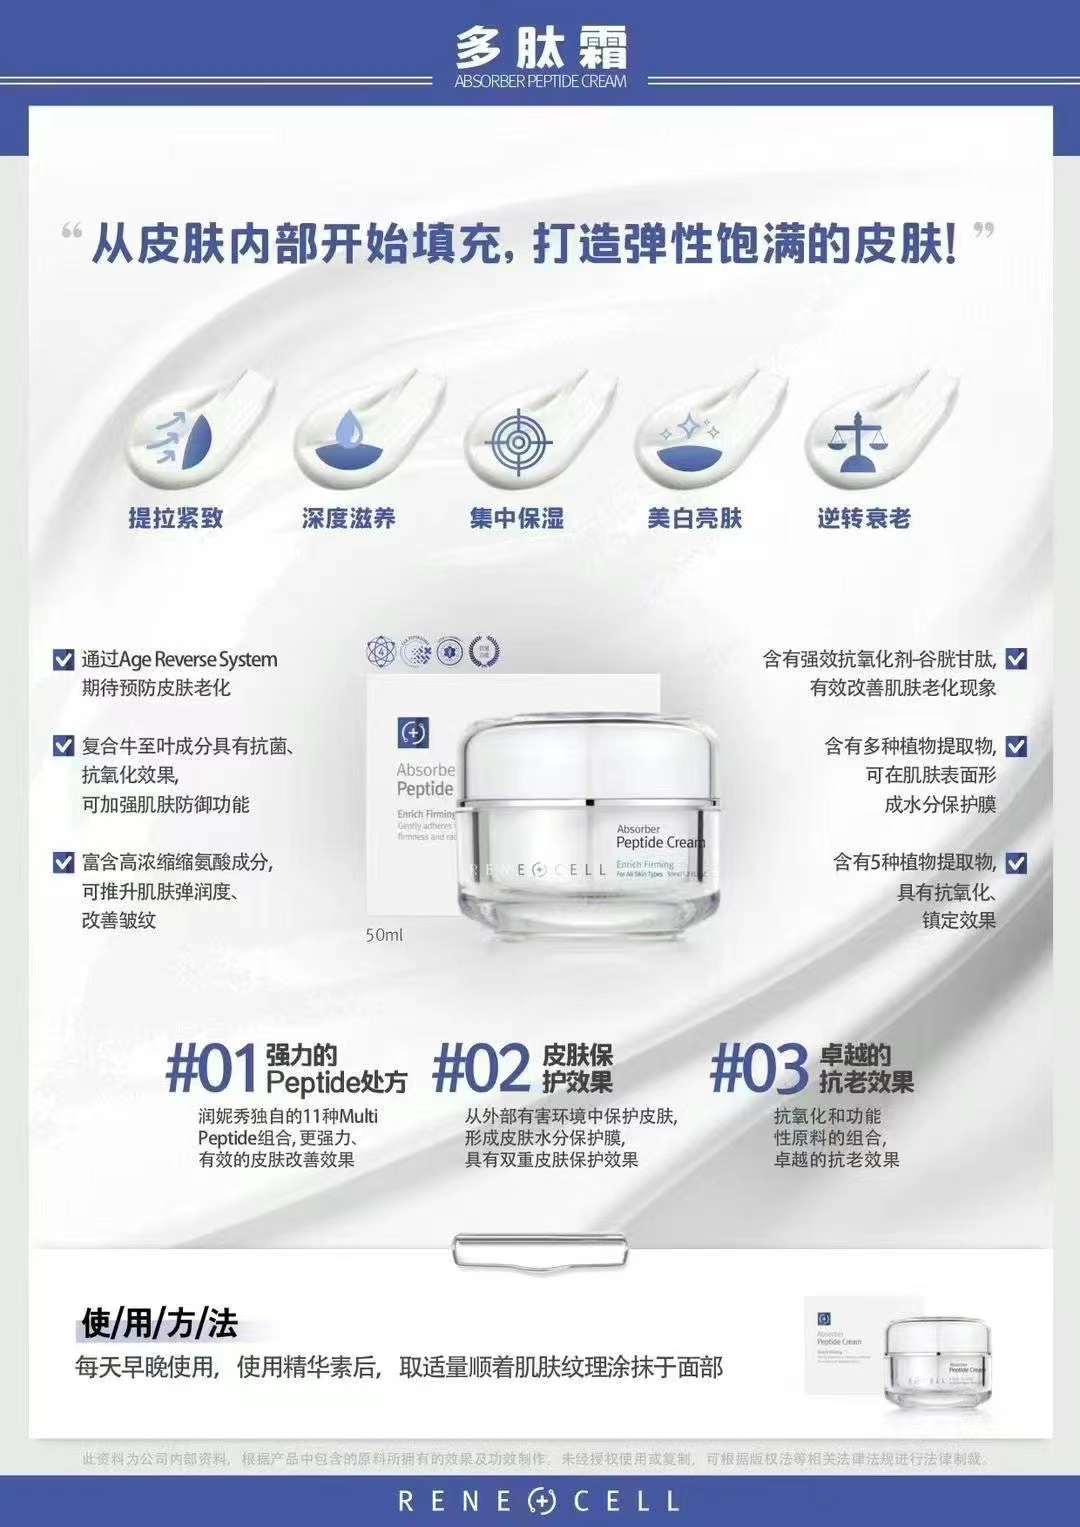 多肽霜
ABSORBER PEPTIDE CREAM
“从皮肤内部开始填充, 打造弹性饱满的皮肤!”
提拉紧致
深度滋养
集中保湿
美白亮肤
逆转衰老
通过Age Reverse System
期待预防皮肤老化
复合牛至叶成分具有抗菌、
抗氧化效果,
可加强肌肤防御功能
富含高浓缩缩氨酸成分,
可推升肌肤弹润度、
改善皱纹
Absorbe
Peptide
Enrich Firming
Gently adheres
firmness and
Absorber
Peptide Cream
Enrich Firming
For All Skin Types
RENE CELL
50ml
含有强效抗氧化剂-谷胱甘肽,
有效改善肌肤老化现象
含有多种植物提取物,
可在肌肤表面形
成水分保护膜
含有5种植物提取物,
具有抗氧化、
镇定效果
#01 强力的
Peptide处方
润妮秀独自的11种Multi
Peptide组合, 更强力、
有效的皮肤改善效果
#02 皮肤保
护效果
从外部有害环境中保护皮肤,
形成皮肤水分保护膜,
具有双重皮肤保护效果
#03 卓越的
抗老效果
抗氧化和功能
性原料的组合,
卓越的抗老效果
使/用/方/法
每天早晚使用，使用精华素后，取适量顺着肌肤纹理涂抹于面部
Absorber
Peptide Cream
Absorber
Peptide Cream
此资料为公司内部资料，根据产品中包含的原料所拥有的效果及功效制作，未经授权使用或复制，可根据版权法等相关法律法规进行法律制裁。
RENE CELL